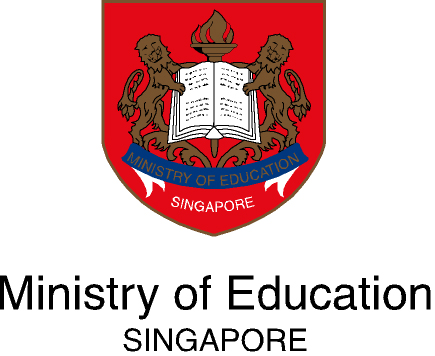 MINISTRY OF EDUCATION
SINGAPORE
Ministry of Education
SINGAPORE